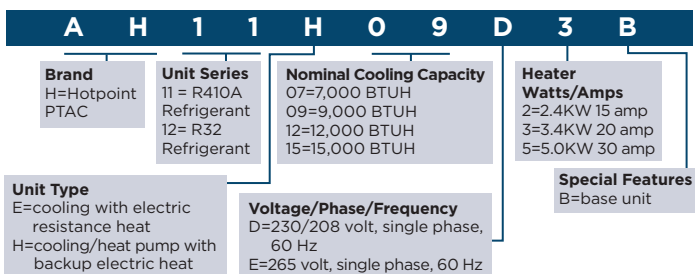 A H 1 1 H 0 9 D 3 B
Brand
H=Hotpoint
PTAC
Unit Series
11 = R410A
Refrigerant
12= R32
Refrigerant
Nominal Cooling Capacity
07=7,000 BTUH
09=9,000 BTUH
12=12,000 BTUH
15=15,000 BTUH
Heater
Watts/Amps
2=2.4KW 15 amp
3=3.4KW 20 amp
5=5.0KW 30 amp
Unit Type
E=cooling with electric
resistance heat
H=cooling/heat pump with
backup electric heat
Voltage/Phase/Frequency
D=230/208 volt, single phase,
60 Hz
E=265 volt, single phase, 60 Hz
Special Features
B=base unit